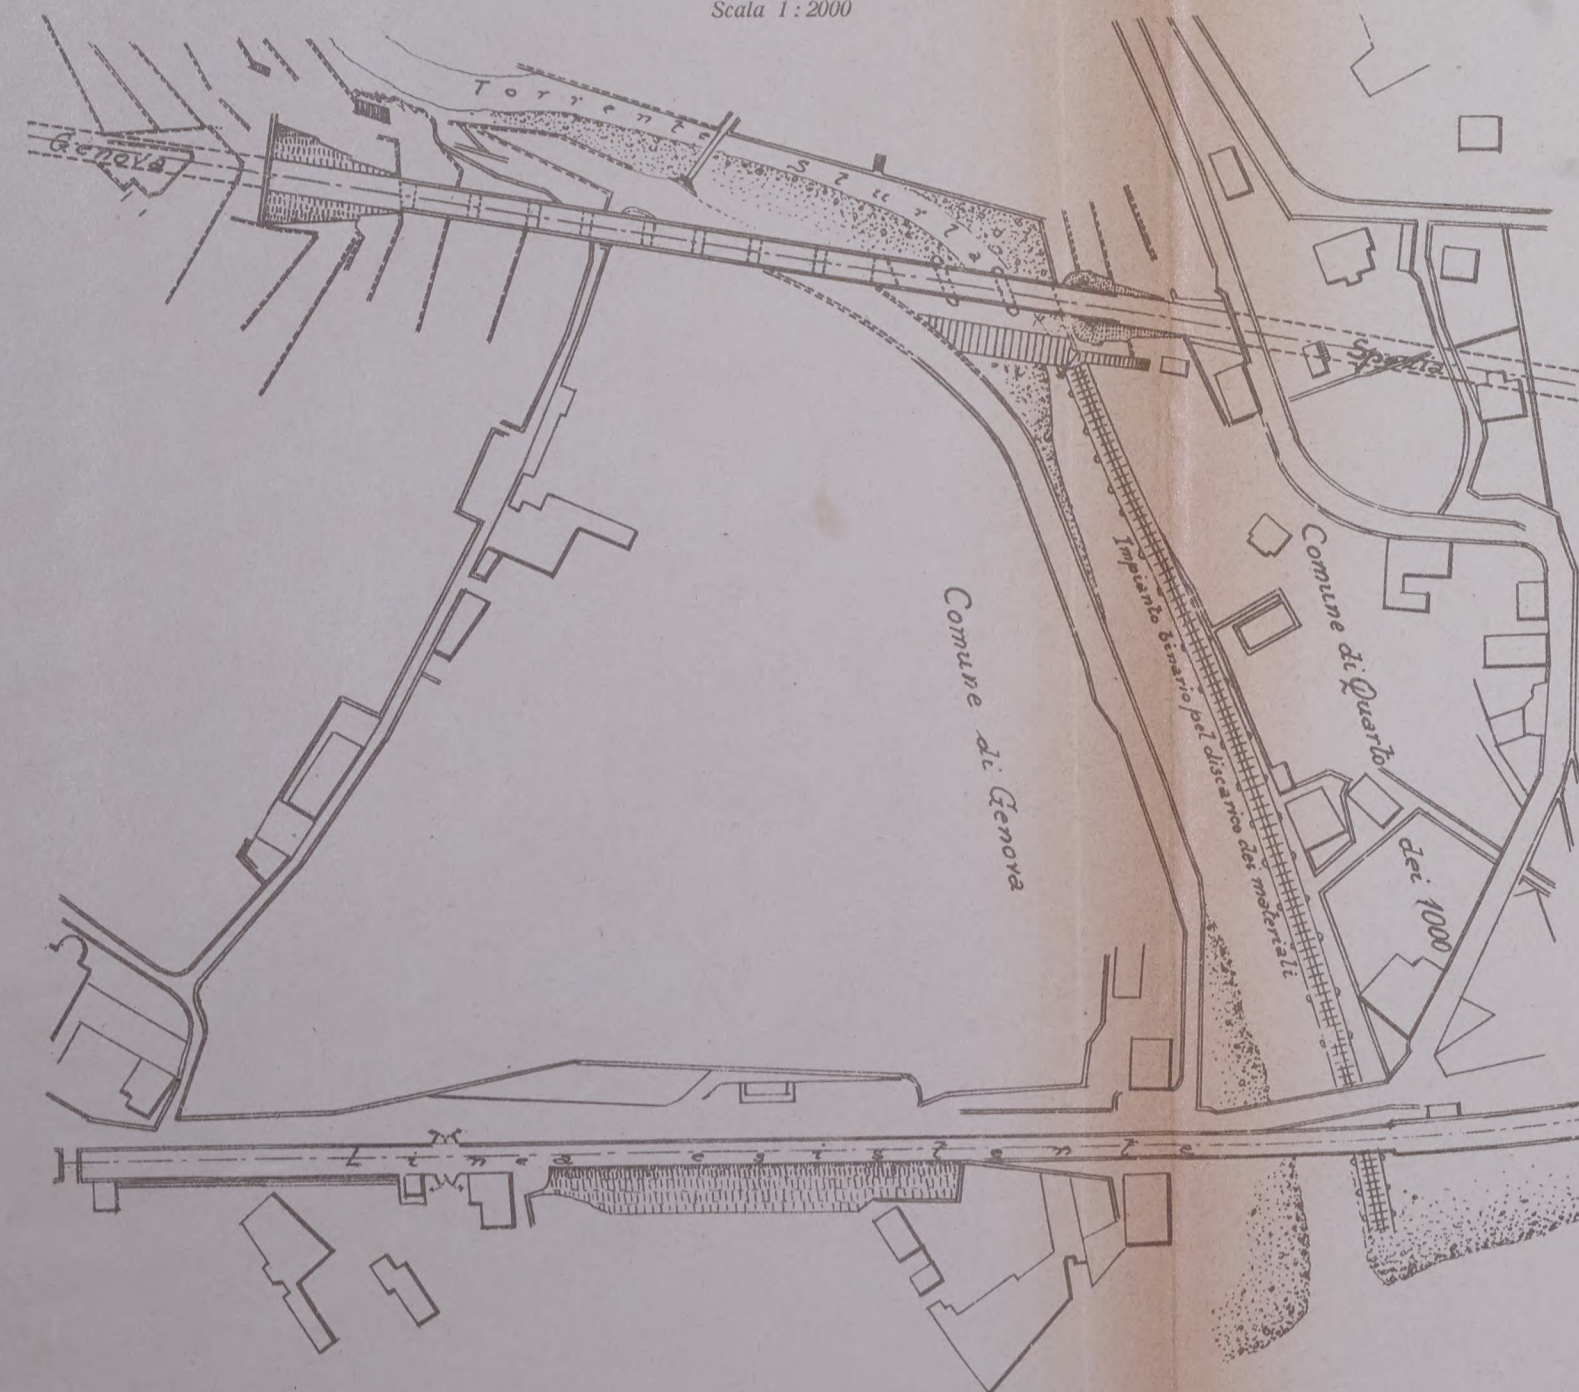 Scala 1 : 2000
Torrente Sturla
Genova
Spezia
Impianto binario pel discarico dei materiali
Comune di Quarto
dei 1000
Comune di Genova
Linea esistente